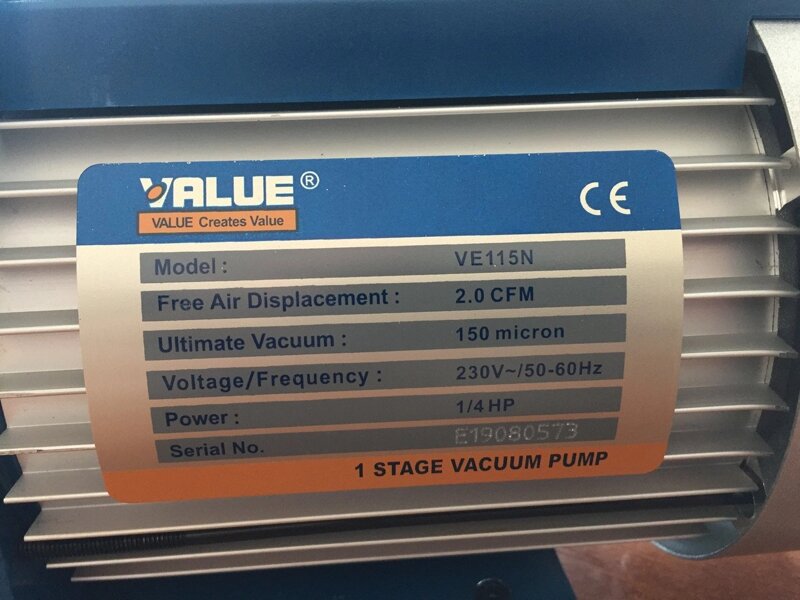 VALUE®
VALUE Creates Value
CE
Model : VE115N
Free Air Displacement : 2.0 CFM
Ultimate Vacuum : 150 micron
Voltage/Frequency : 230V~/50-60Hz
Power : 1/4 HP
Serial No. E19080573
1 STAGE VACUUM PUMP